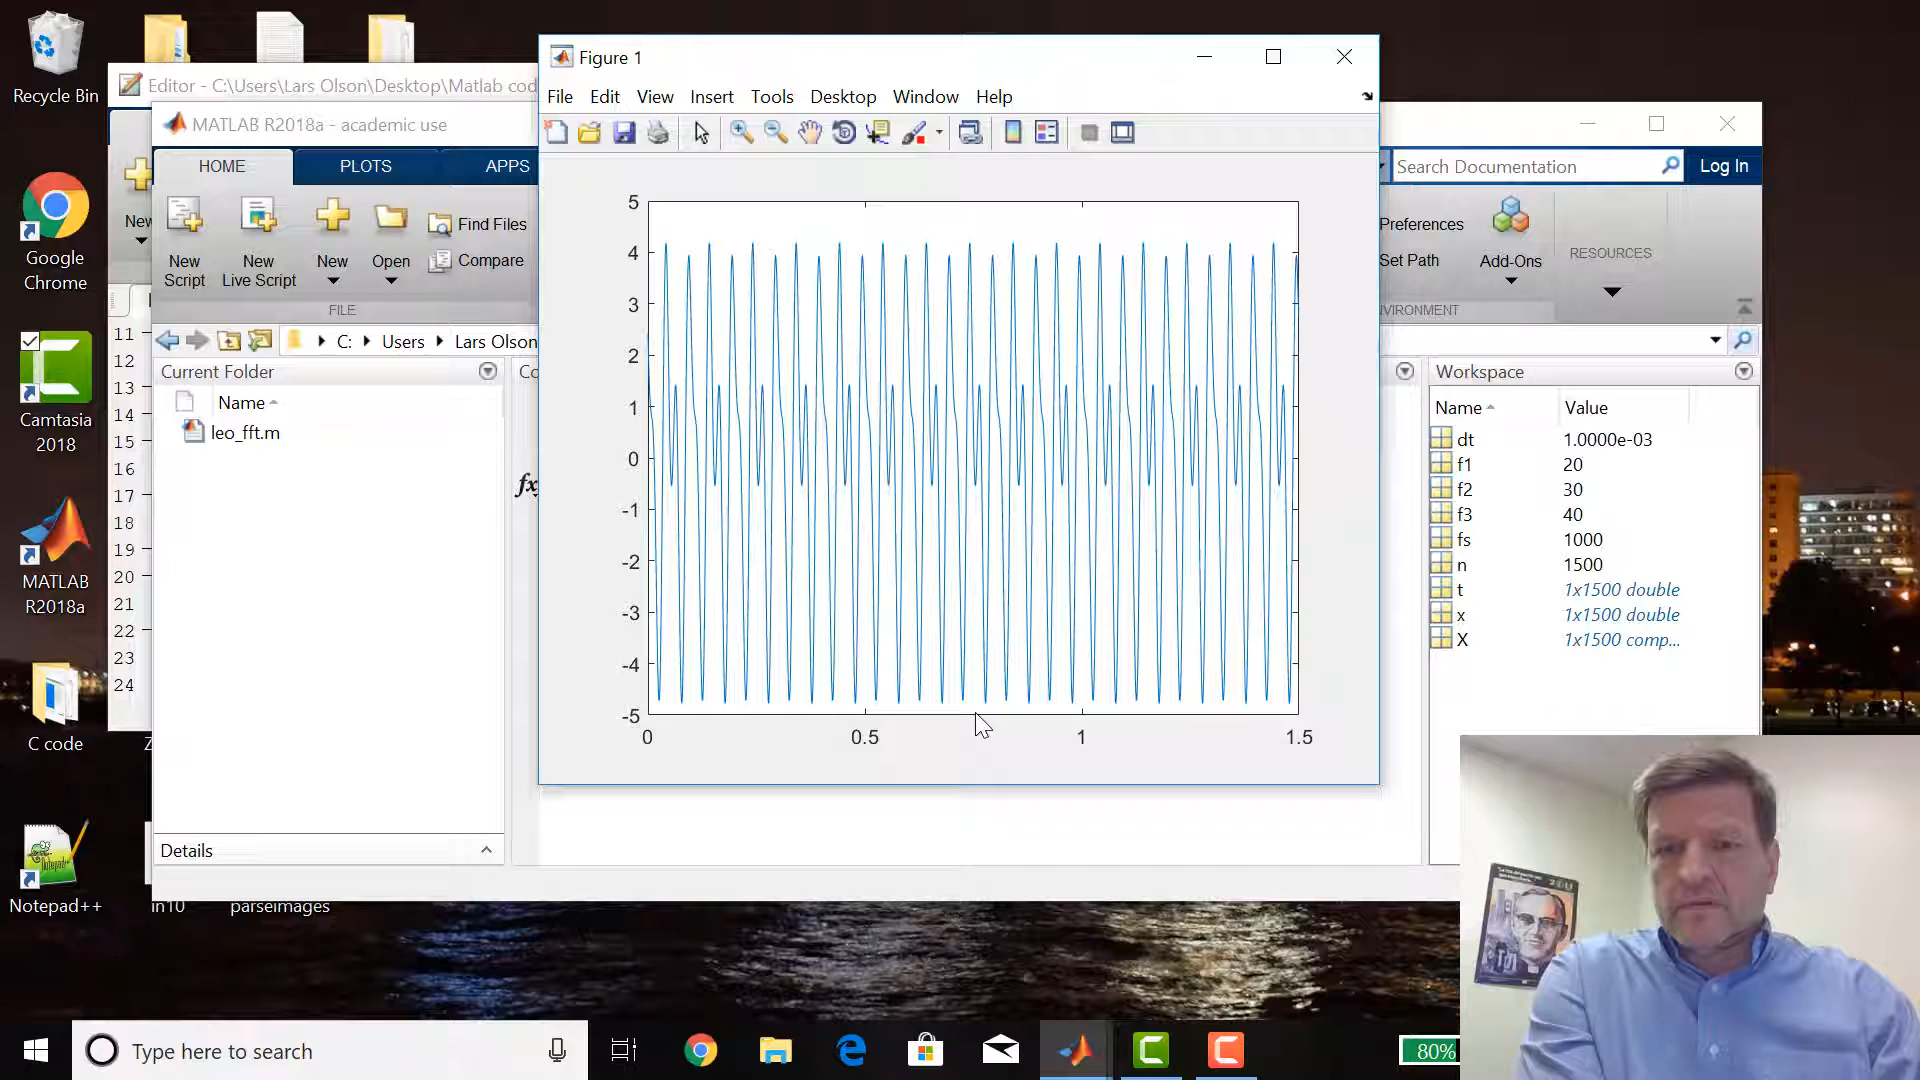 Recycle Bin
Google
Chrome
Camtasia
2018
MATLAB
R2018a
C code
Notepad++
in10
parseimages
Editor - C:\Users\Lars Olson\Desktop\Matlab cod
New
11
12
13
14
15
16
17
18
19
20
21
22
23
24
MATLAB R2018a - academic use
HOME
PLOTS
APPS
New
Script
New
Live Script
New
Open
Find Files
Compare
FILE
C:
Users
Lars Olson
Current Folder
Name
leo_fft.m
Details
Co
fx
Figure 1
File Edit View Insert Tools Desktop Window Help
5
4
3
2
1
0
-1
-2
-3
-4
-5
0
0.5
1
1.5
Search Documentation
Log In
Preferences
Set Path
Add-Ons
RESOURCES
VIRONMENT
Workspace
Name Value
dt 1.0000e-03
f1 20
f2 30
f3 40
fs 1000
n 1500
t 1x1500 double
x 1x1500 double
X 1x1500 comp...
Type here to search
80%